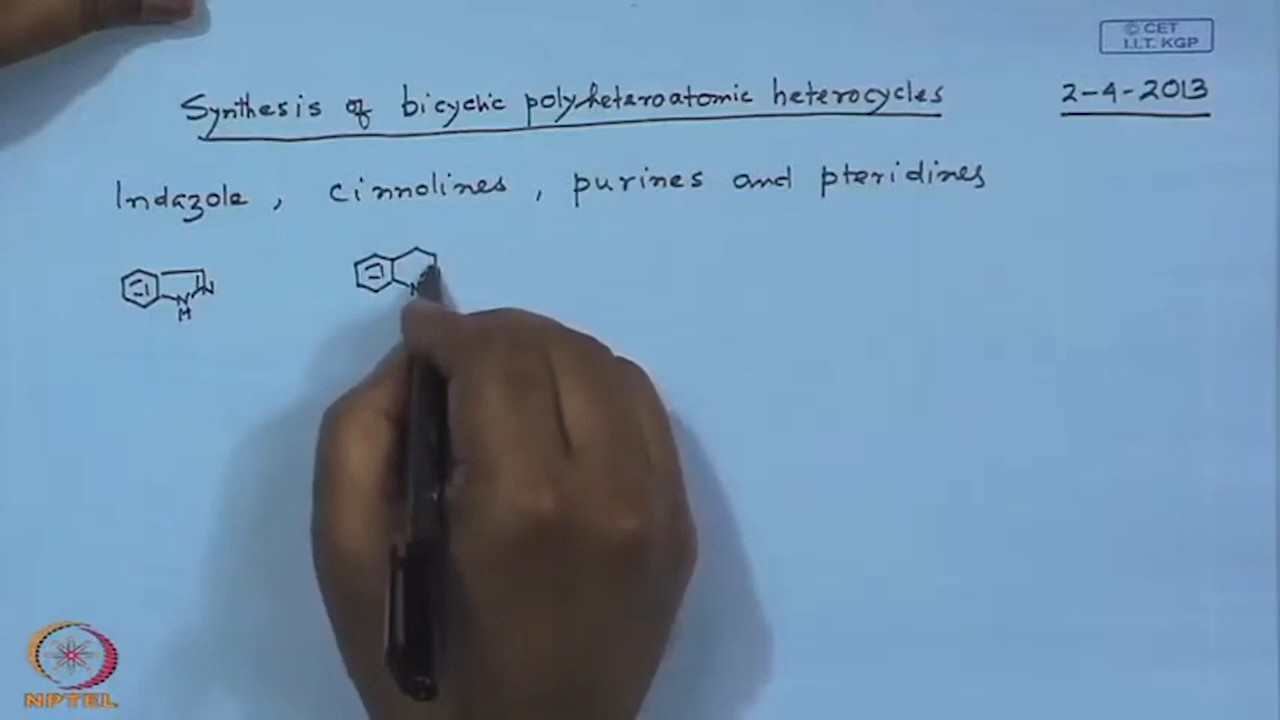 © CET
I.I.T. KGP
Synthesis of bicyclic polyheteroatomic heterocycles 2-4-2013
Indazole, cinnolines, purines and pteridines
N
N
H
N
NPTEL